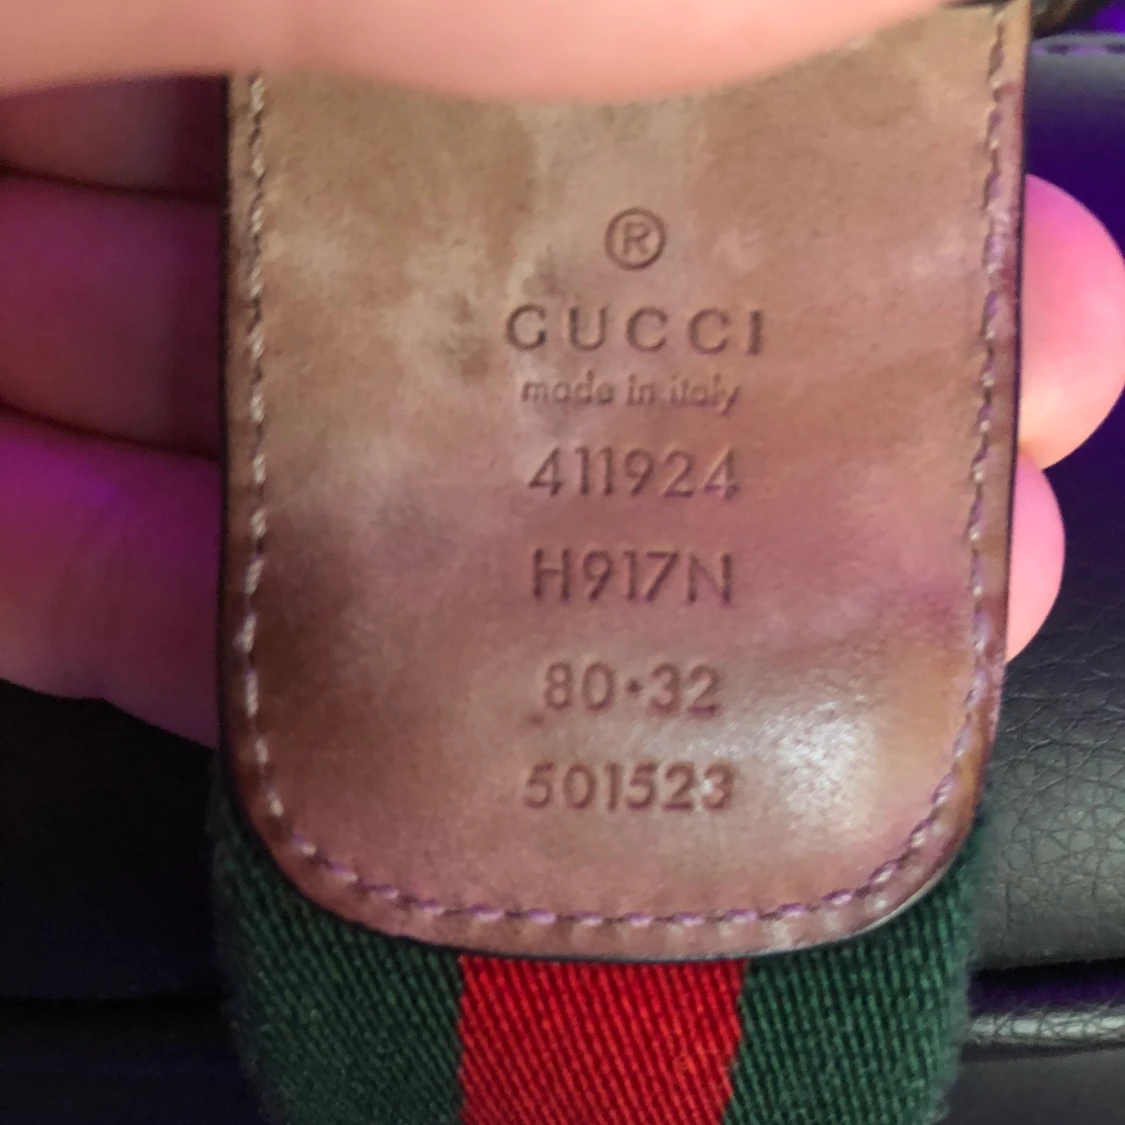 ®
GUCCI
made in italy
411924
H917N
80·32
501523